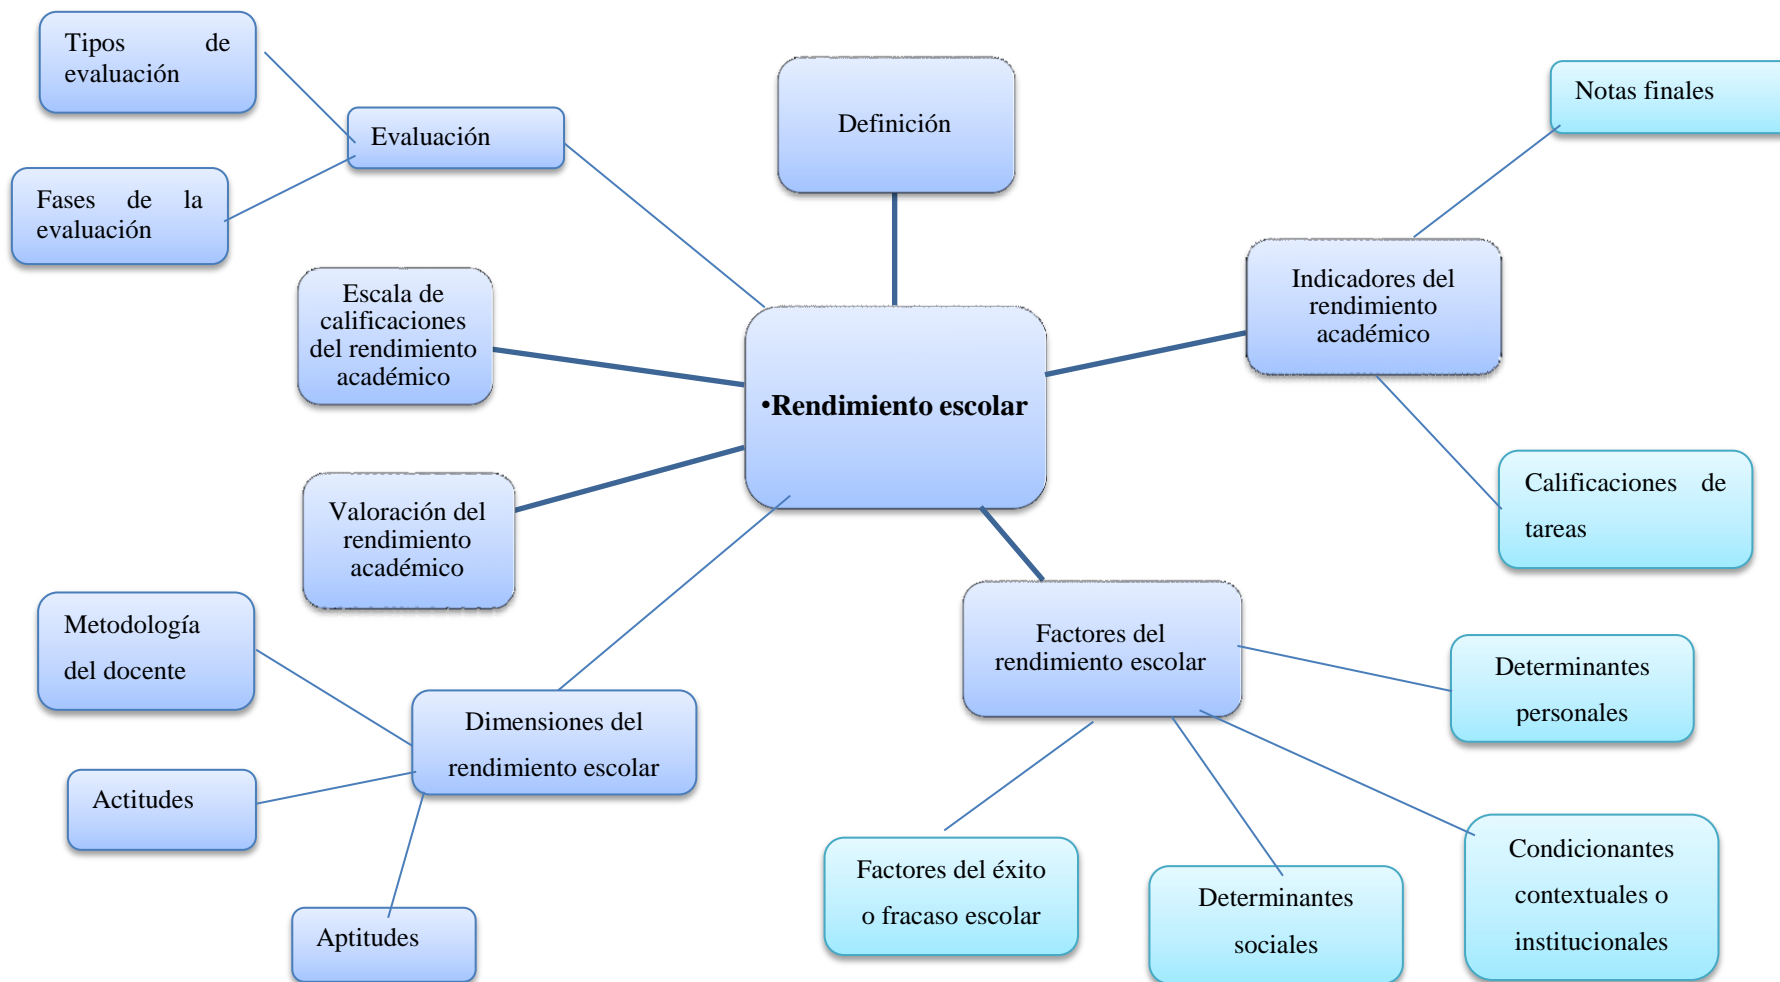 Tipos de
evaluación
Evaluación
Fases de la
evaluación
Definición
Notas finales
Indicadores del
rendimiento
académico
Calificaciones de
tareas
Escala de
calificaciones
del rendimiento
académico
•Rendimiento escolar
Valoración del
rendimiento
académico
Metodología
del docente
Dimensiones del
rendimiento escolar
Actitudes
Aptitudes
Factores del
rendimiento escolar
Determinantes
personales
Factores del éxito
o fracaso escolar
Determinantes
sociales
Condicionantes
contextuales o
institucionales